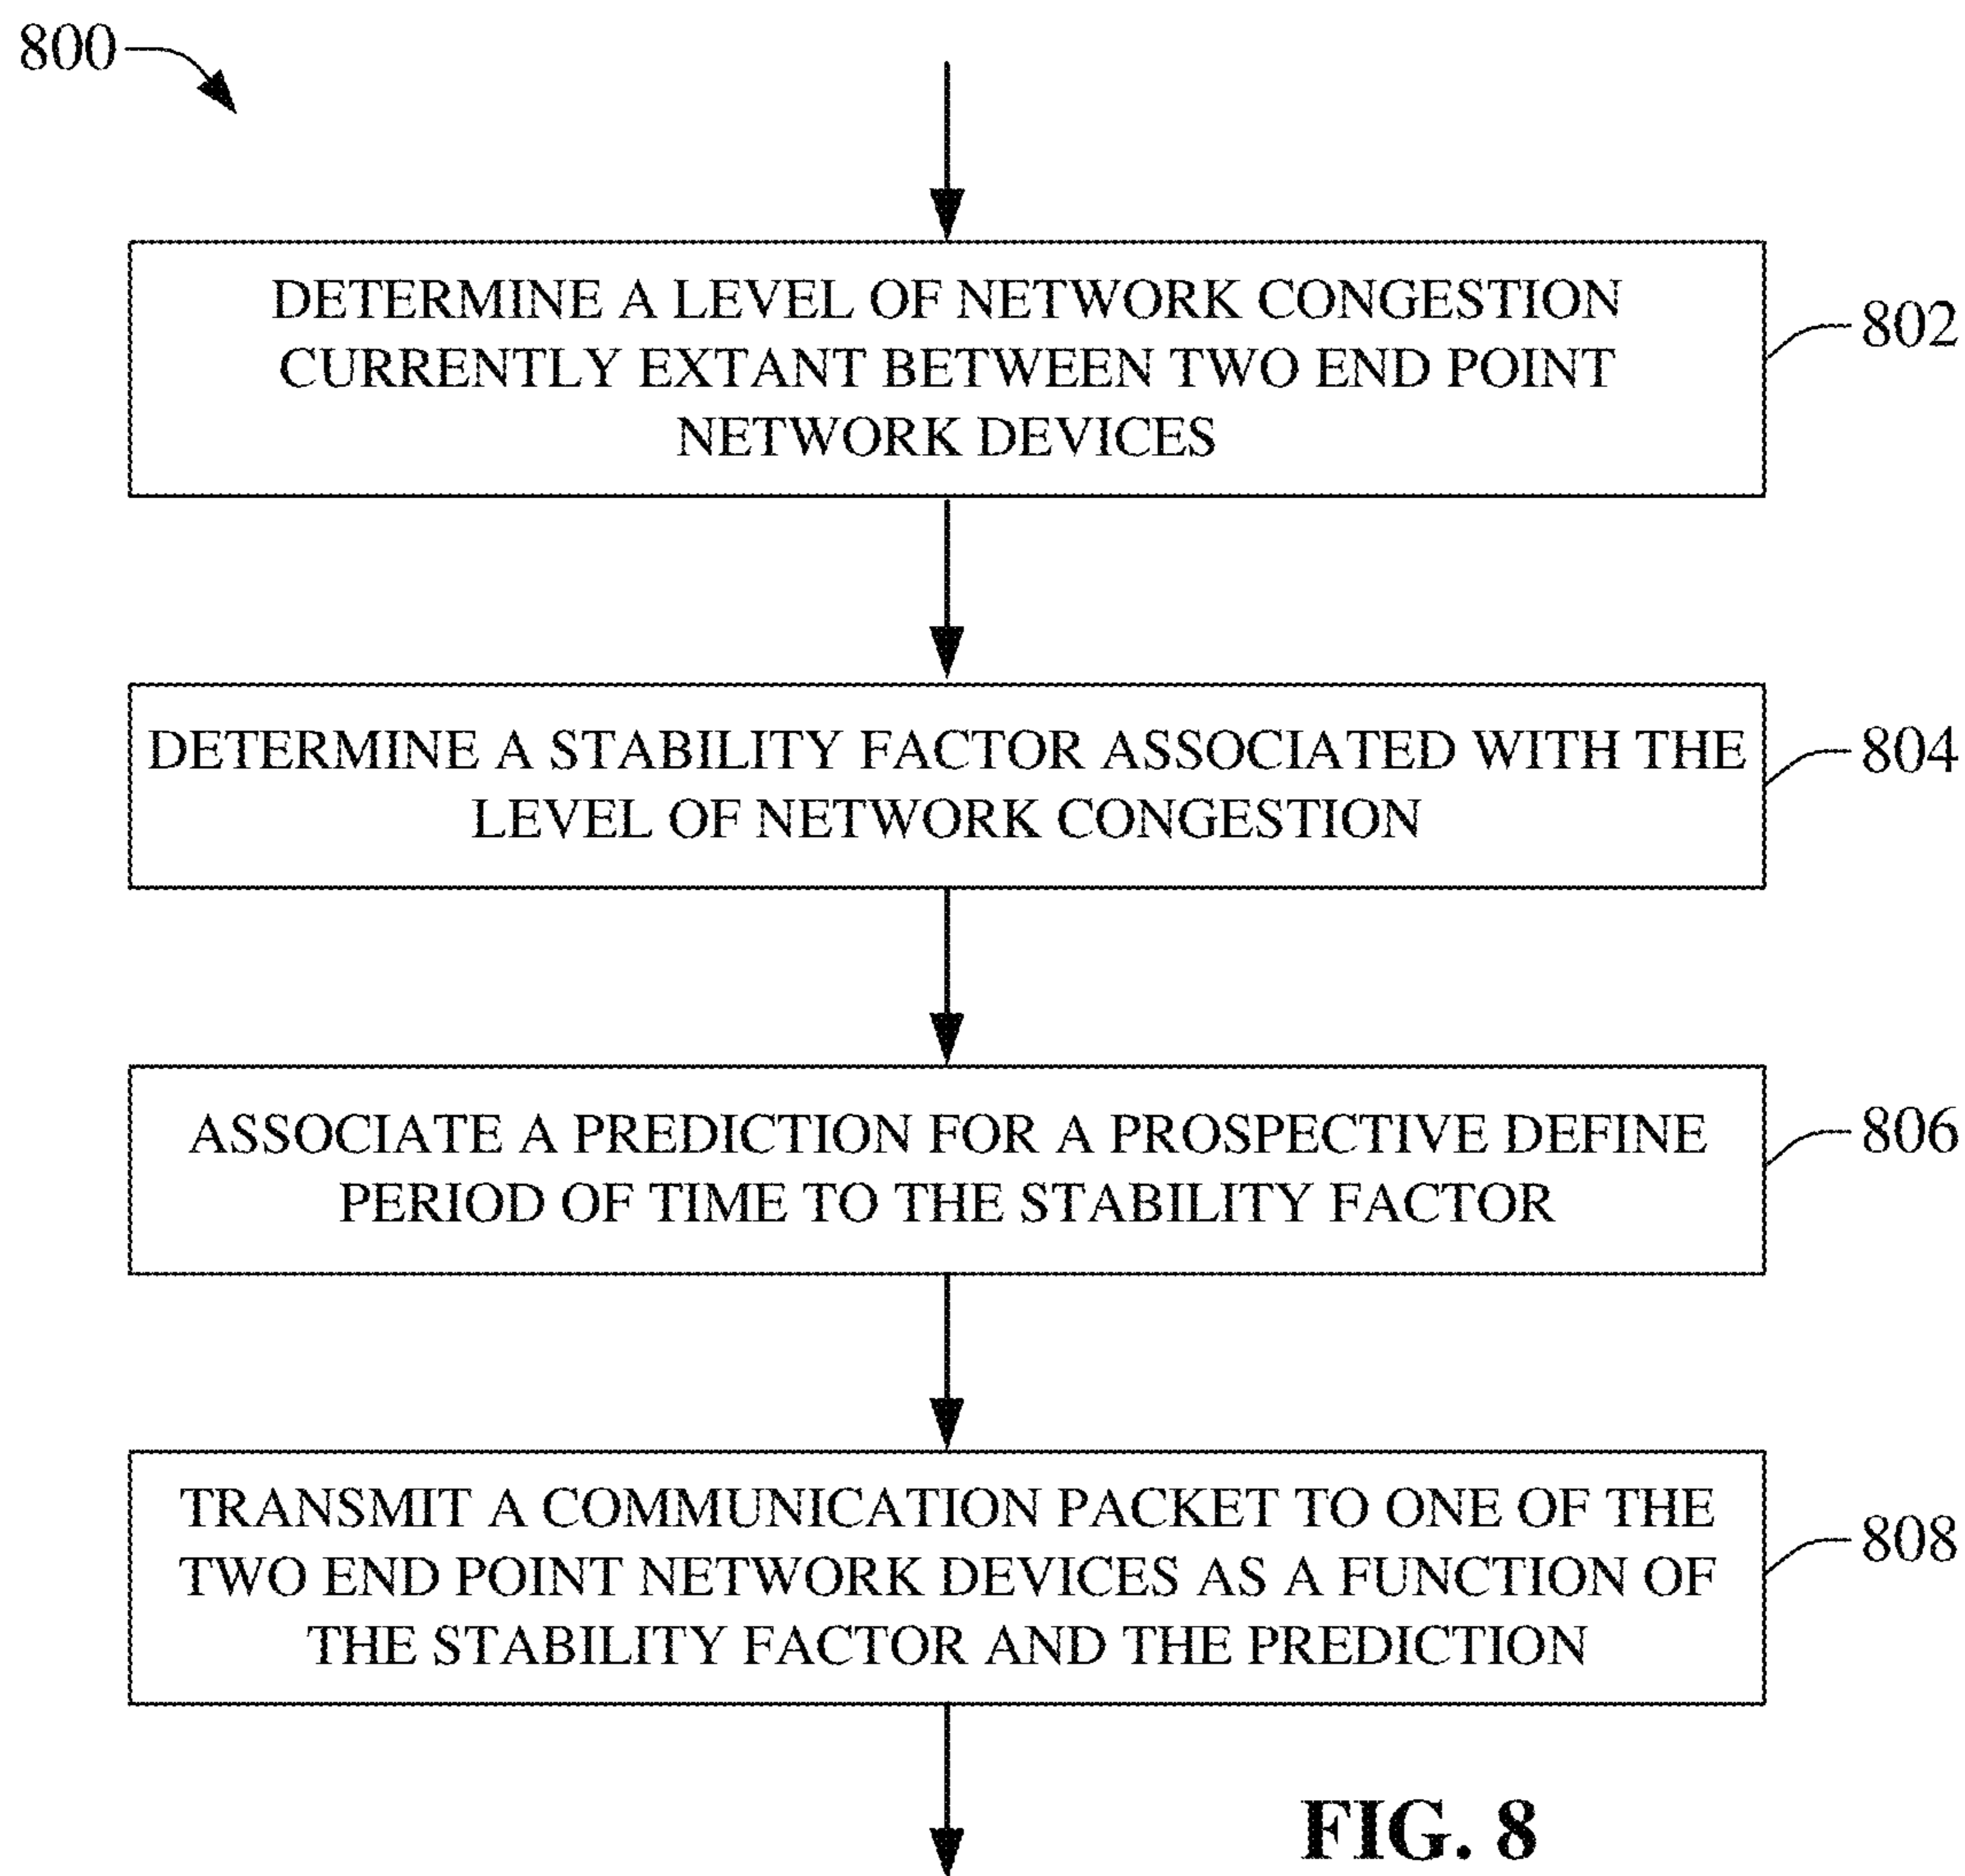 800
DETERMINE A LEVEL OF NETWORK CONGESTION
CURRENTLY EXTANT BETWEEN TWO END POINT
NETWORK DEVICES
802
DETERMINE A STABILITY FACTOR ASSOCIATED WITH THE
LEVEL OF NETWORK CONGESTION
804
ASSOCIATE A PREDICTION FOR A PROSPECTIVE DEFINE
PERIOD OF TIME TO THE STABILITY FACTOR
806
TRANSMIT A COMMUNICATION PACKET TO ONE OF THE
TWO END POINT NETWORK DEVICES AS A FUNCTION OF
THE STABILITY FACTOR AND THE PREDICTION
808
FIG. 8